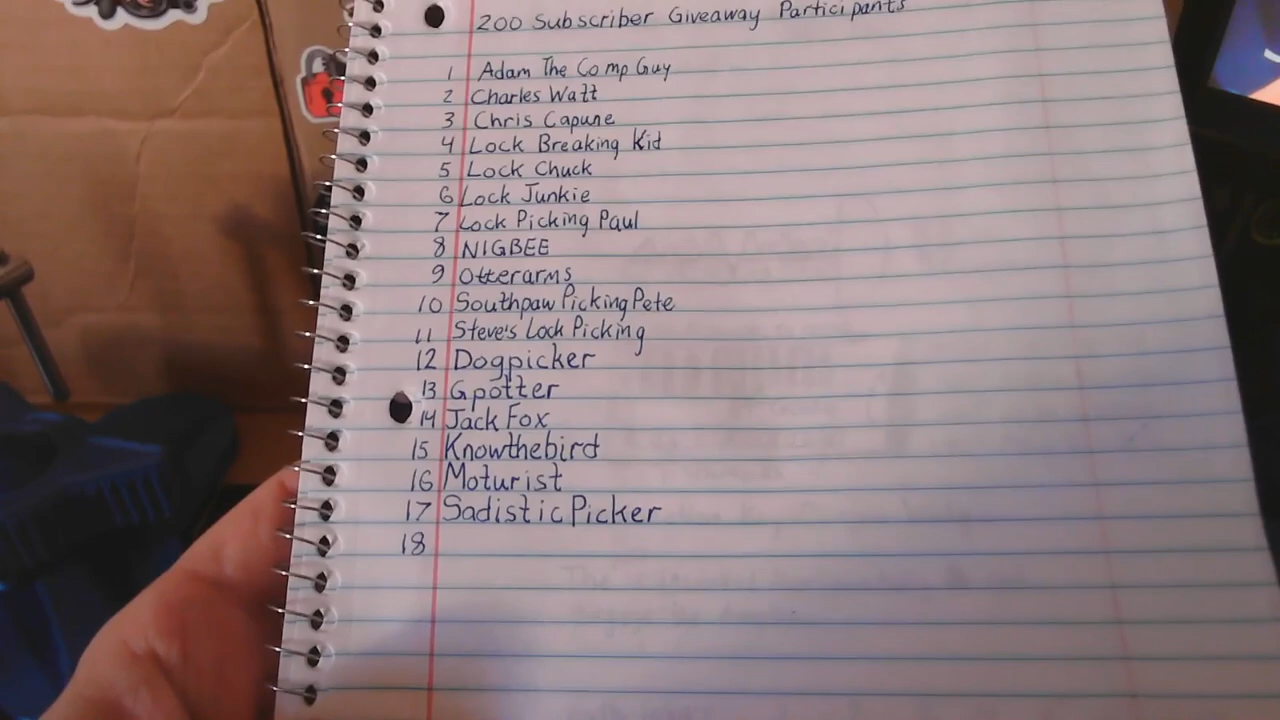 200 Subscriber Giveaway Participants
1 Adam The Comp Guy
2 Charles Watt
3 Chris Capune
4 Lock Breaking Kid
5 Lock Chuck
6 Lock Junkie
7 Lock Picking Paul
8 NIGBEE
9 Otterarms
10 Southpaw Picking Pete
11 Steve's Lock Picking
12 Dogpicker
13 Gpotter
14 Jack Fox
15 Knowthebird
16 Moturist
17 Sadistic Picker
18